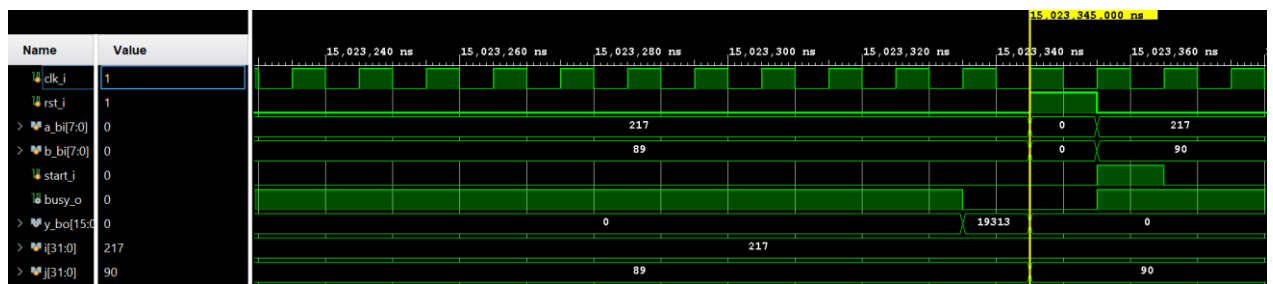 15,023,345.000 ns
Name Value 15,023,240 ns 15,023,260 ns 15,023,280 ns 15,023,300 ns 15,023,320 ns 15,023,340 ns 15,023,360 ns
clk_i 1
rst_i 1
a_bi[7:0] 0 217 0 217
b_bi[7:0] 0 89 0 90
start_i 0
busy_o 0
y_bo[15:0 0 0 19313 0
i[31:0] 217 217
j[31:0] 90 89 90